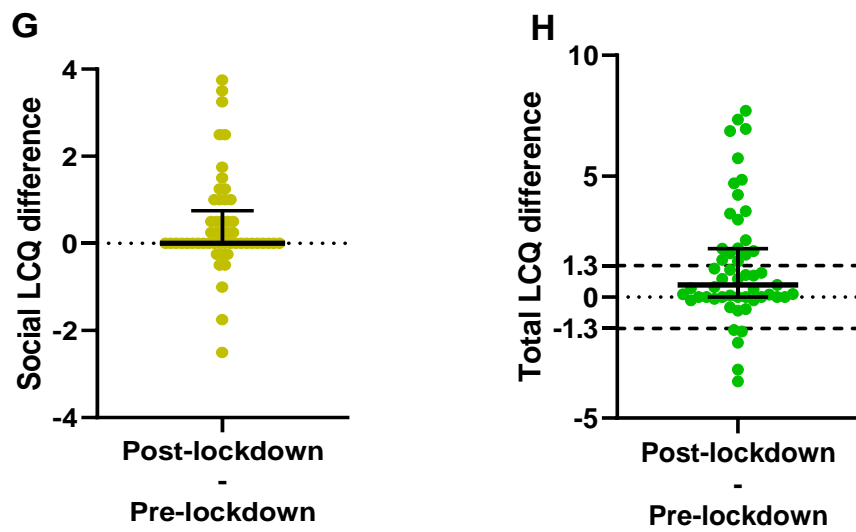 G
Social LCQ difference
4
2
0
-2
-4
Post-lockdown
-
Pre-lockdown
H
Total LCQ difference
10
5
1.3
0
-1.3
-5
Post-lockdown
-
Pre-lockdown